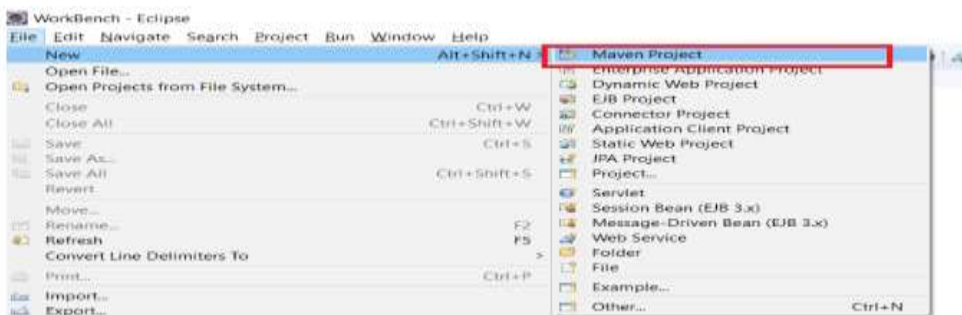 WorkBench - Eclipse
File Edit Navigate Search Project Run Window Help
New Alt+Shift+N >
Open File...
Open Projects from File System...
Close Ctrl+W
Close All Ctrl+Shift+W
Save Ctrl+S
Save As...
Save All Ctrl+Shift+S
Revert
Move...
Rename... F2
Refresh F5
Convert Line Delimiters To >
Print... Ctrl+P
Import...
Export...
Maven Project
Enterprise Application Project
Dynamic Web Project
EJB Project
Connector Project
Application Client Project
Static Web Project
JPA Project
Project...
Servlet
Session Bean (EJB 3.x)
Message-Driven Bean (EJB 3.x)
Web Service
Folder
File
Example...
Other... Ctrl+N